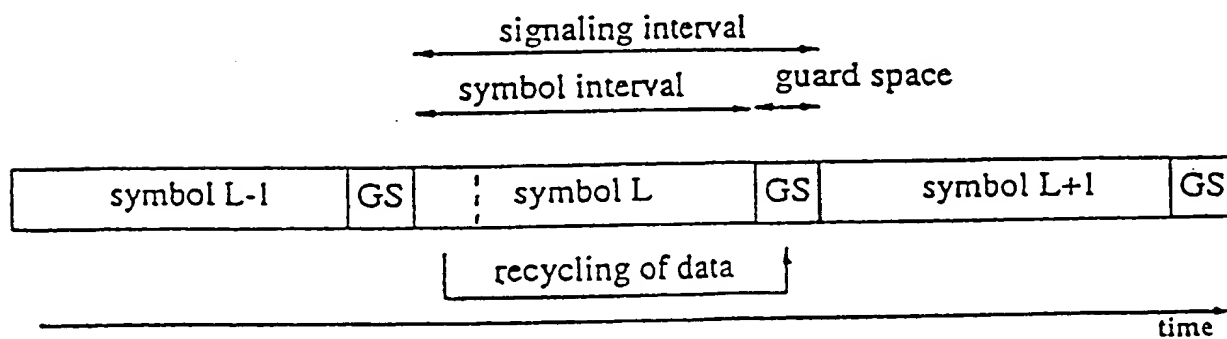 signaling interval
symbol interval guard space
symbol L-1 GS symbol L GS symbol L+1 GS
recycling of data
time